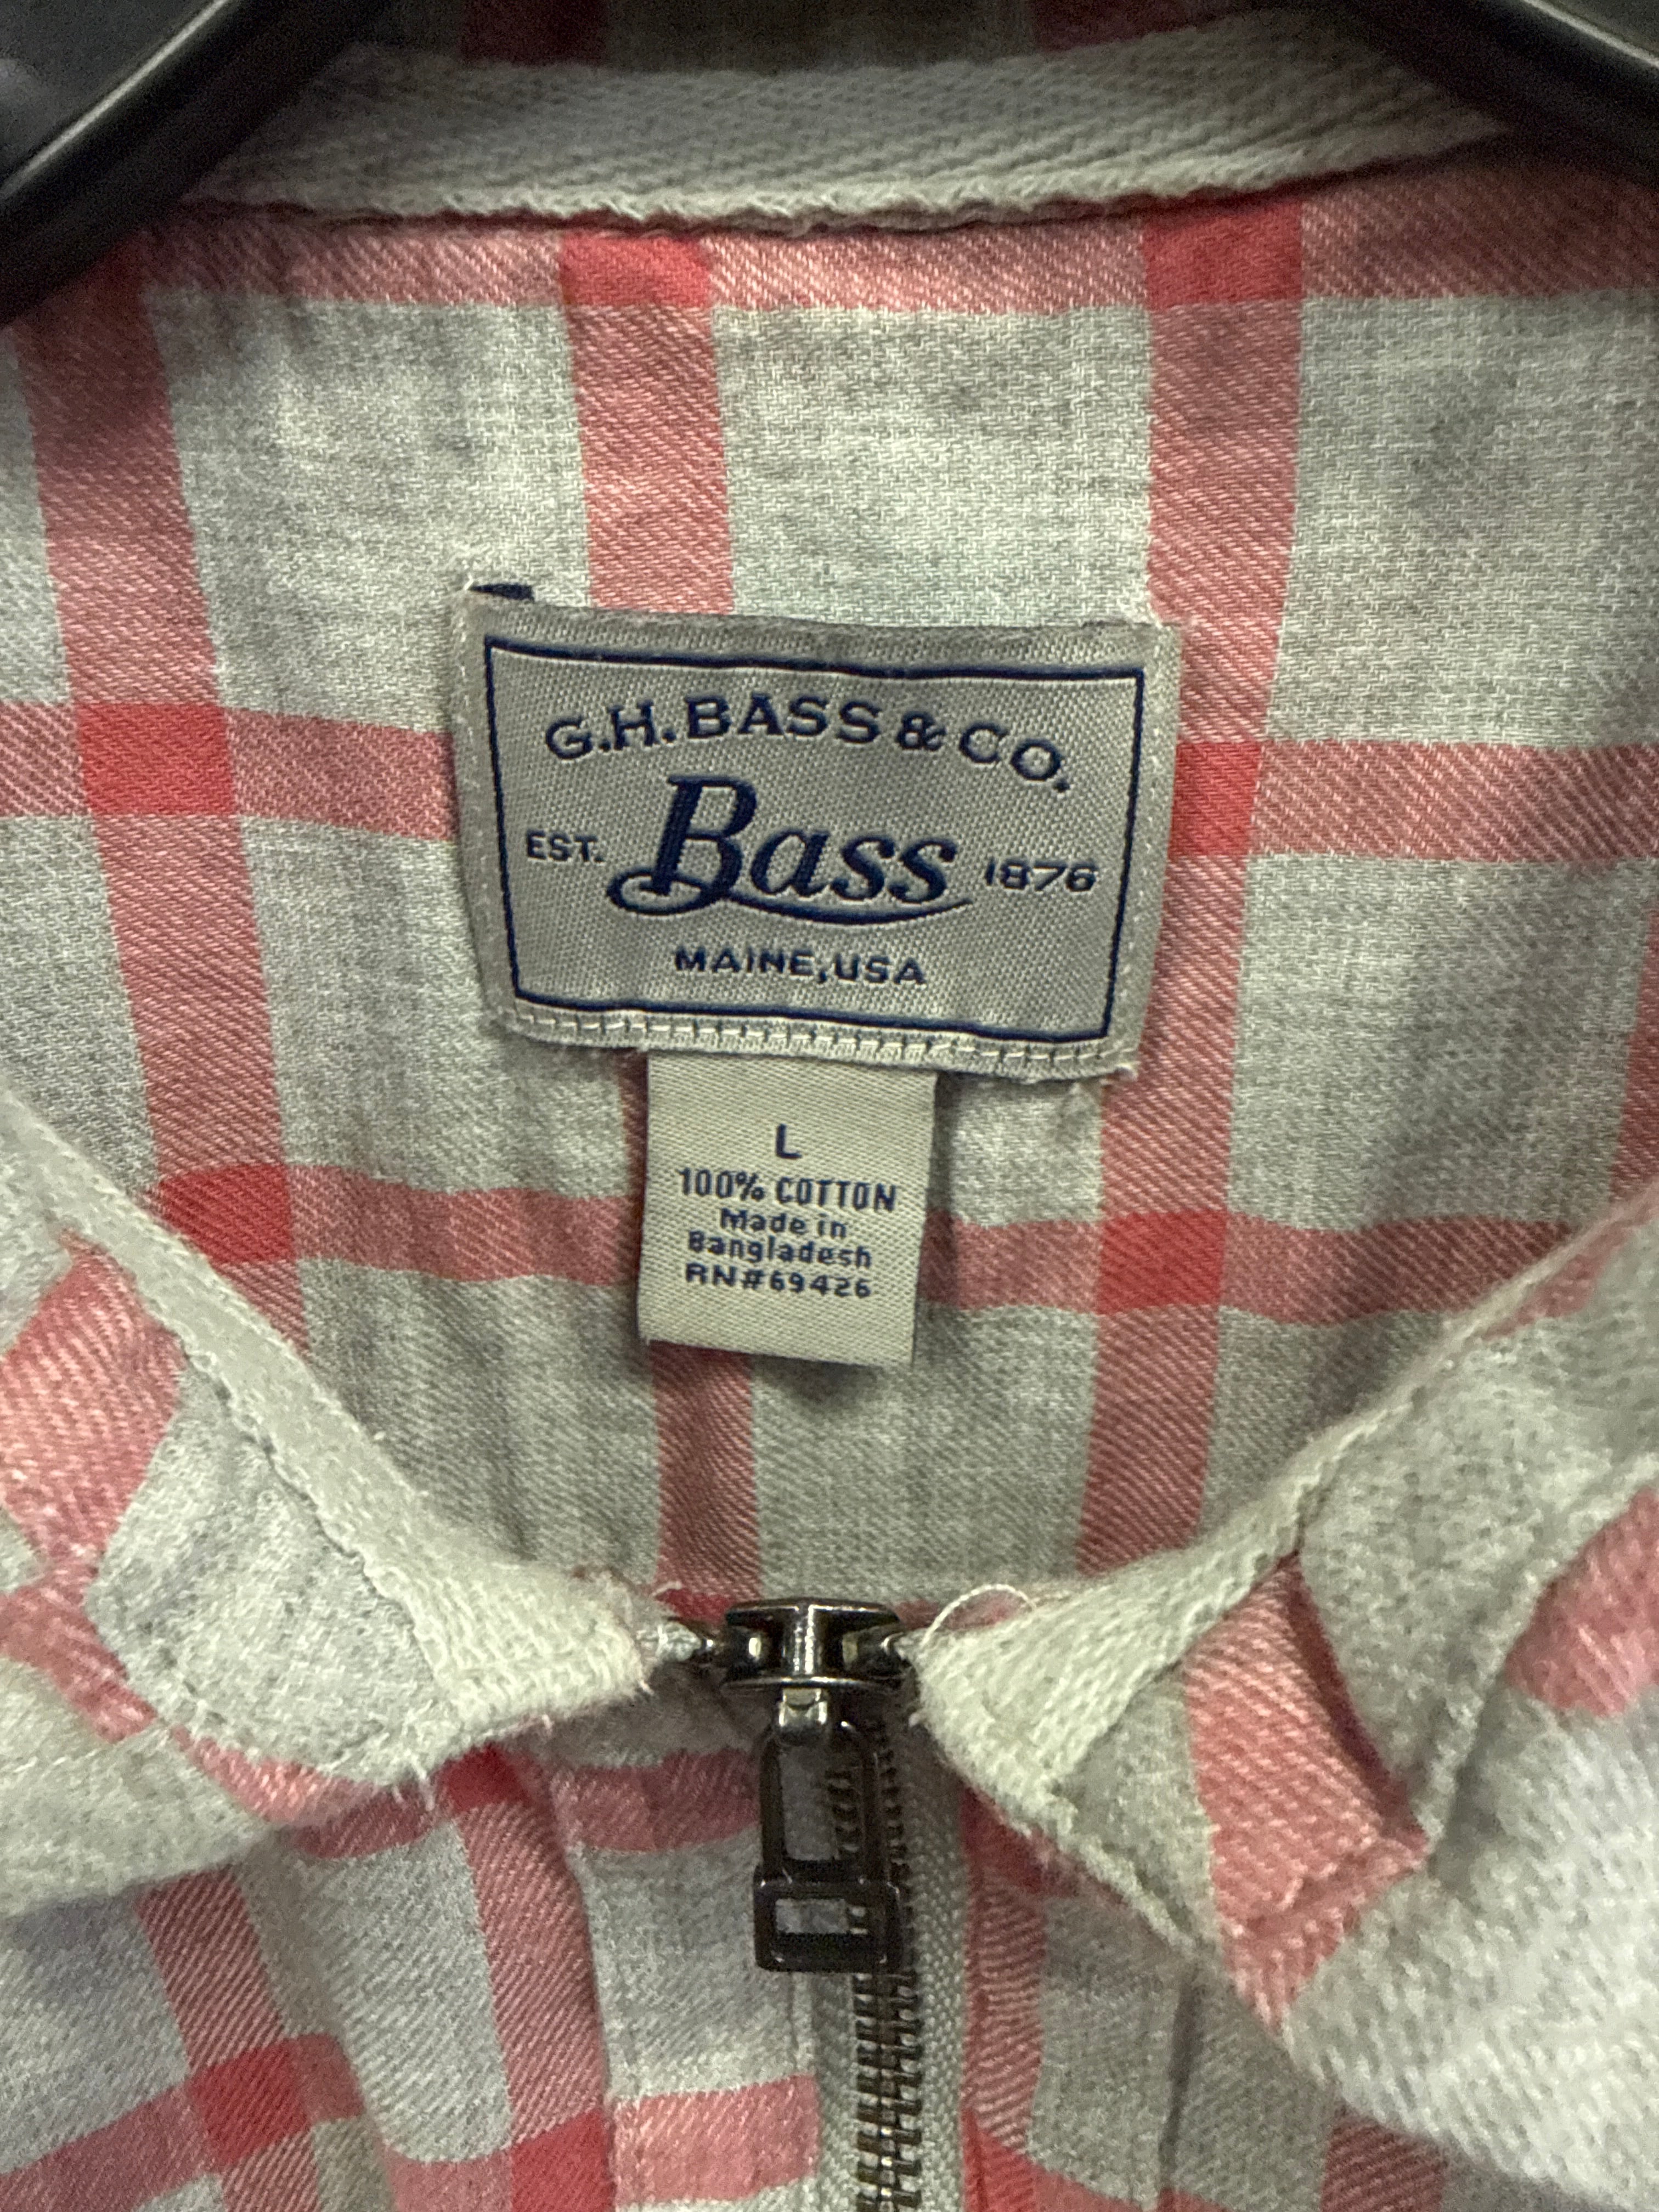 G.H. BASS & CO.
EST. Bass 1876
MAINE, USA
L
100% COTTON
Made in
Bangladesh
RN#69426